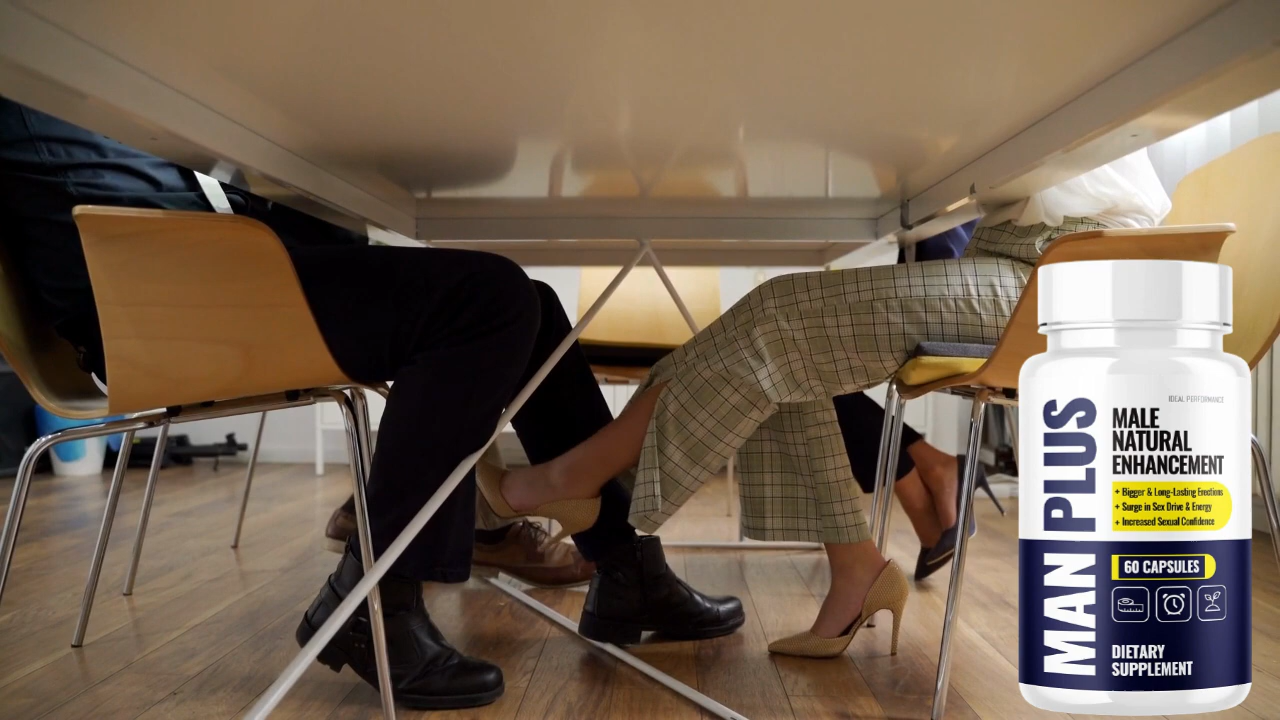 IDEAL PERFORMANCE
MAN PLUS
MALE
NATURAL
ENHANCEMENT
+ Bigger & Long-Lasting Erections
+ Surge in Sex Drive & Energy
+ Increased Sexual Confidence
60 CAPSULES
DIETARY
SUPPLEMENT